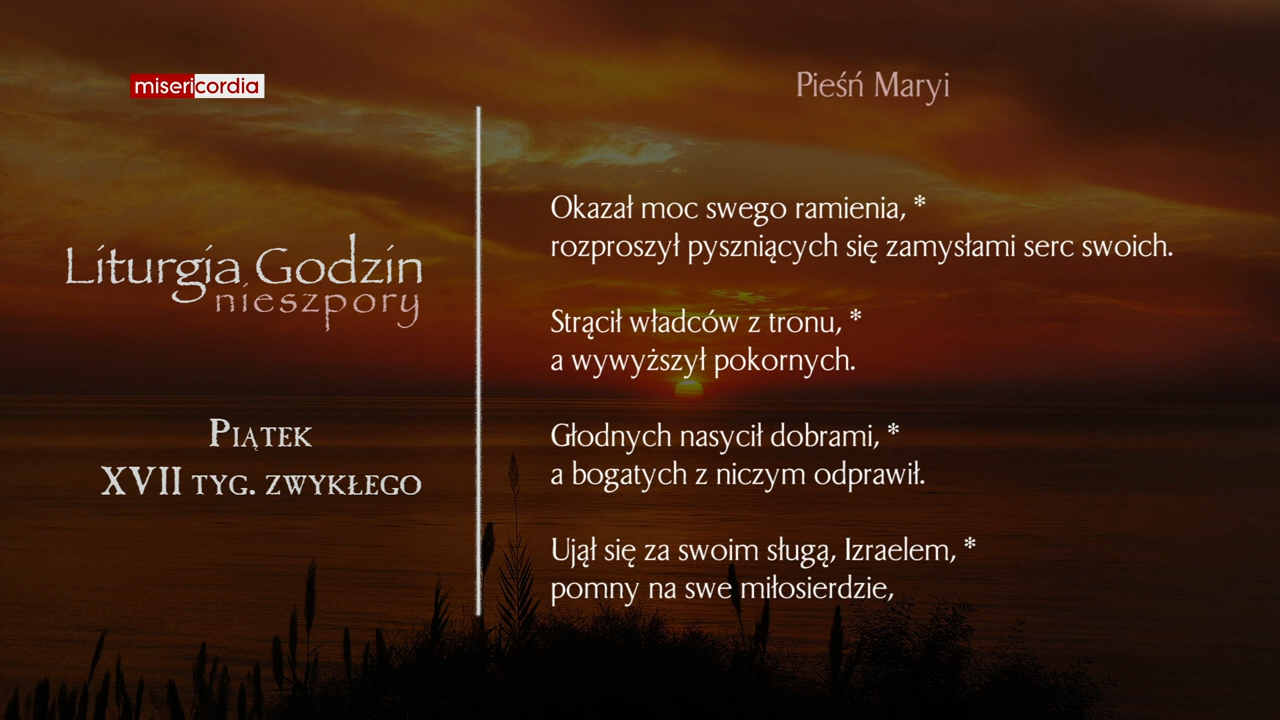 misericordia
Liturgia Godzin
nieszpory
Piątek
XVII tyg. zwykłego
Pieśń Maryi
Okazał moc swego ramienia, *
rozproszył pyszniących się zamysłami serc swoich.
Strącił władców z tronu, *
a wywyższył pokornych.
Głodnych nasycił dobrami, *
a bogatych z niczym odprawił.
Ujął się za swoim sługą, Izraelem, *
pomny na swe miłosierdzie,